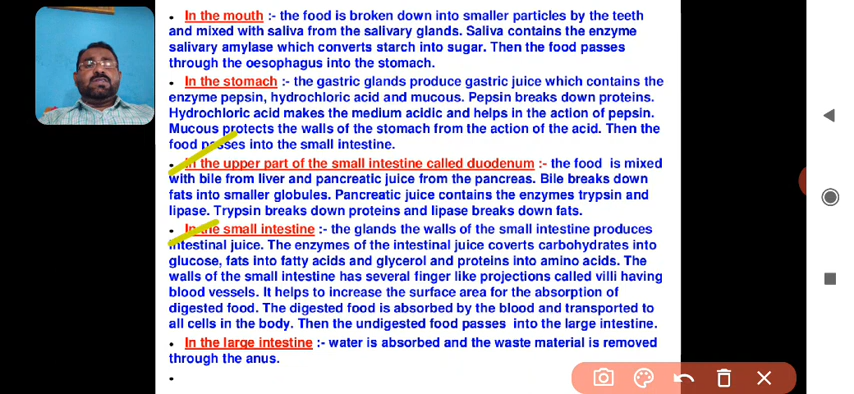 • In the mouth :- the food is broken down into smaller particles by the teeth
and mixed with saliva from the salivary glands. Saliva contains the enzyme
salivary amylase which converts starch into sugar. Then the food passes
through the oesophagus into the stomach.
• In the stomach :- the gastric glands produce gastric juice which contains the
enzyme pepsin, hydrochloric acid and mucous. Pepsin breaks down proteins.
Hydrochloric acid makes the medium acidic and helps in the action of pepsin.
Mucous protects the walls of the stomach from the action of the acid. Then the
food passes into the small intestine.
• In the upper part of the small intestine called duodenum :- the food is mixed
with bile from liver and pancreatic juice from the pancreas. Bile breaks down
fats into smaller globules. Pancreatic juice contains the enzymes trypsin and
lipase. Trypsin breaks down proteins and lipase breaks down fats.
• In the small intestine :- the glands the walls of the small intestine produces
intestinal juice. The enzymes of the intestinal juice coverts carbohydrates into
glucose, fats into fatty acids and glycerol and proteins into amino acids. The
walls of the small intestine has several finger like projections called villi having
blood vessels. It helps to increase the surface area for the absorption of
digested food. The digested food is absorbed by the blood and transported to
all cells in the body. Then the undigested food passes into the large intestine.
• In the large intestine :- water is absorbed and the waste material is removed
through the anus.
•